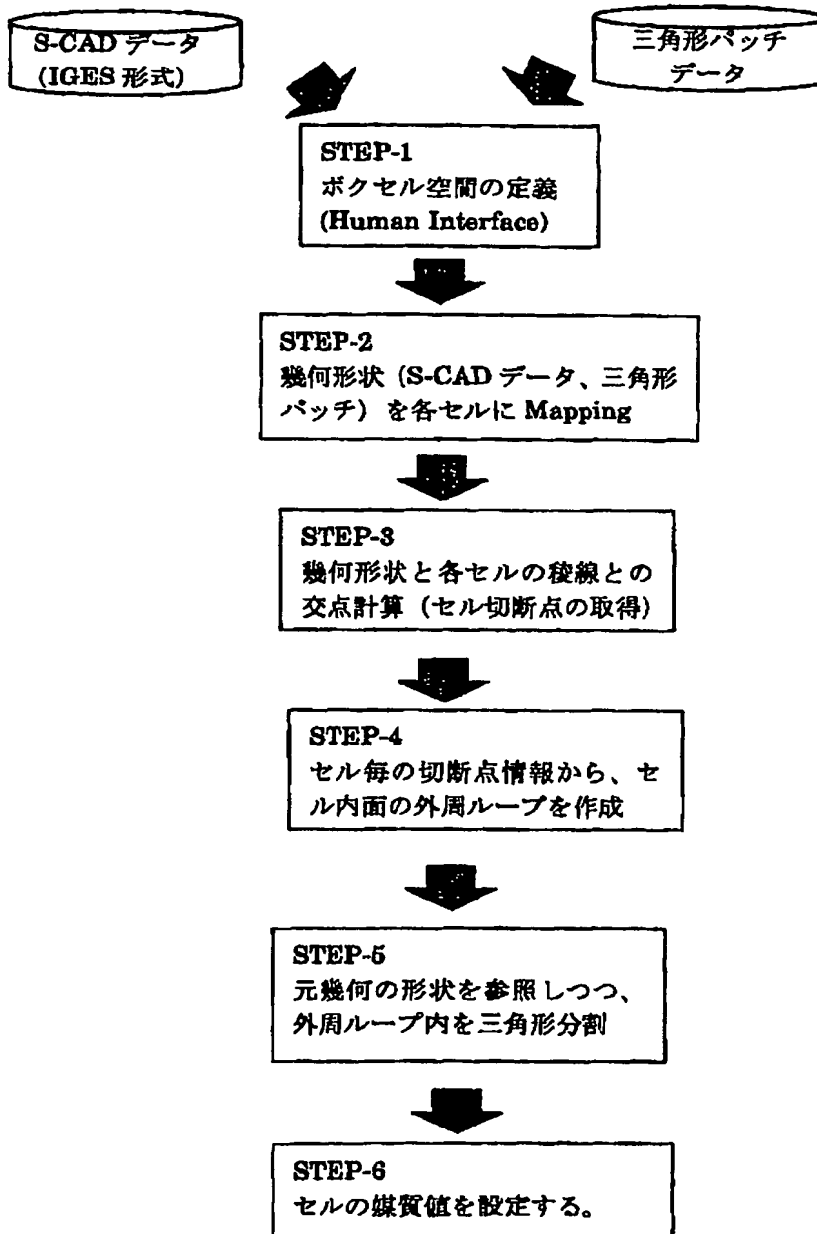 S-CAD データ
(IGES 形式)
三角形パッチ
データ
STEP-1
ボクセル空間の定義
(Human Interface)
STEP-2
幾何形状 (S-CAD データ、三角形
パッチ) を各セルに Mapping
STEP-3
幾何形状と各セルの稜線との
交点計算 (セル切断点の取得)
STEP-4
セル毎の切断点情報から、セ
ル内面の外周ループを作成
STEP-5
元幾何の形状を参照しつつ、
外周ループ内を三角形分割
STEP-6
セルの媒質値を設定する。